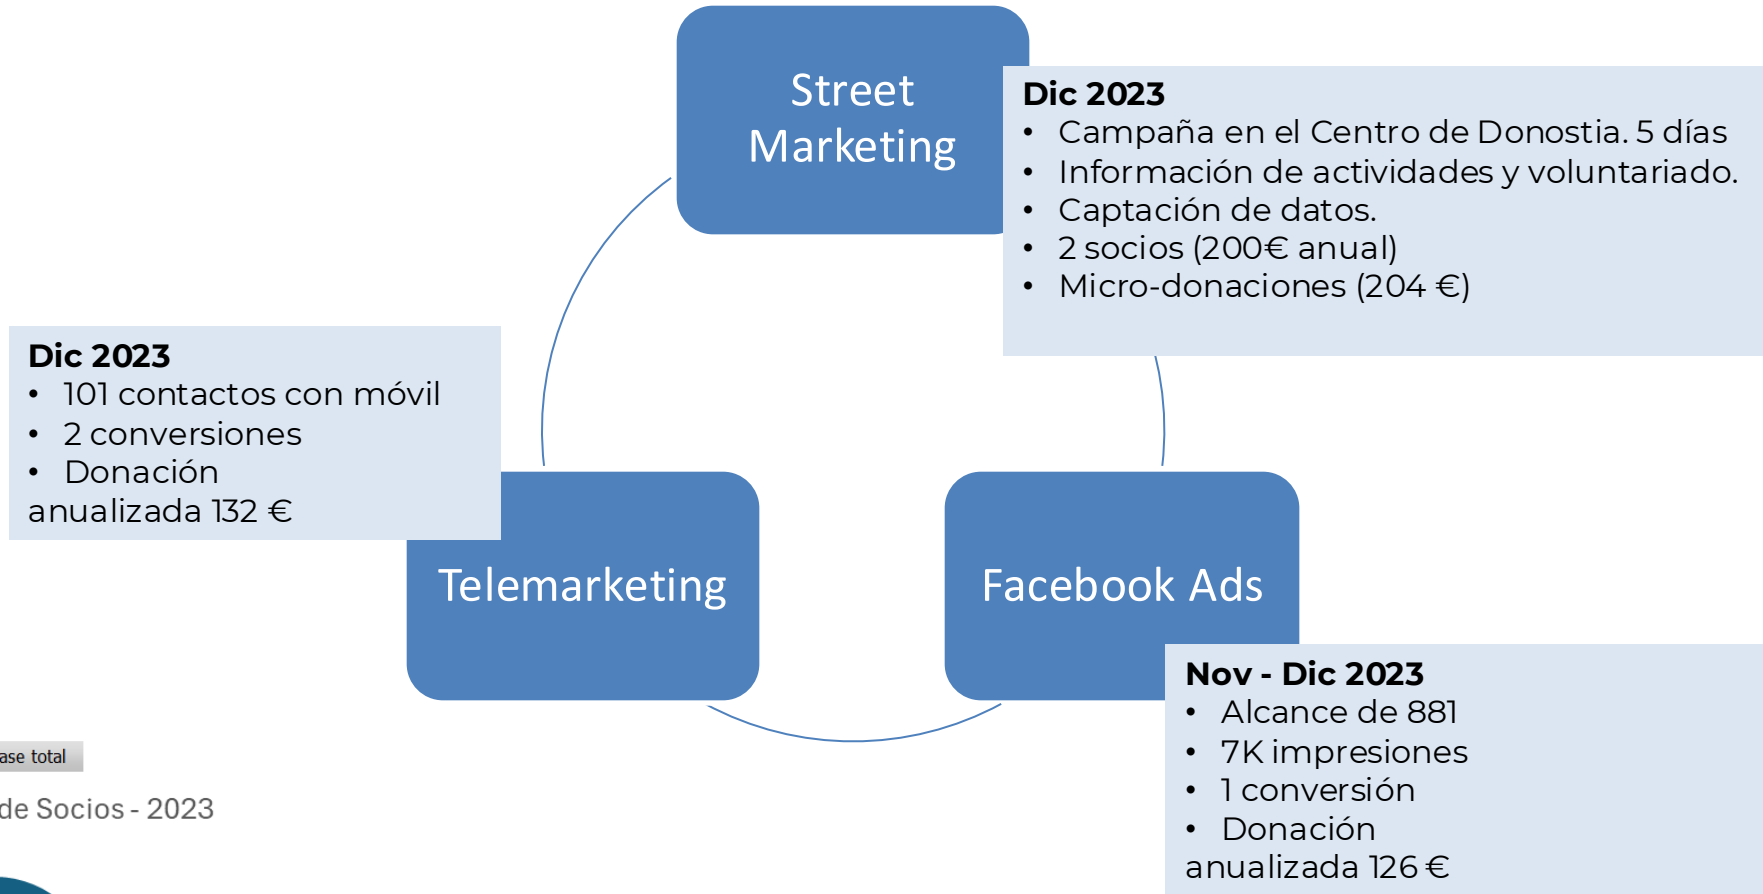 Street
Marketing
Dic 2023
• Campaña en el Centro de Donostia. 5 días
• Información de actividades y voluntariado.
• Captación de datos.
• 2 socios (200€ anual)
• Micro-donaciones (204 €)
Dic 2023
• 101 contactos con móvil
• 2 conversiones
• Donación
anualizada 132 €
Telemarketing
Facebook Ads
Nov - Dic 2023
• Alcance de 881
• 7K impresiones
• 1 conversión
• Donación
anualizada 126 €
total
de Socios - 2023